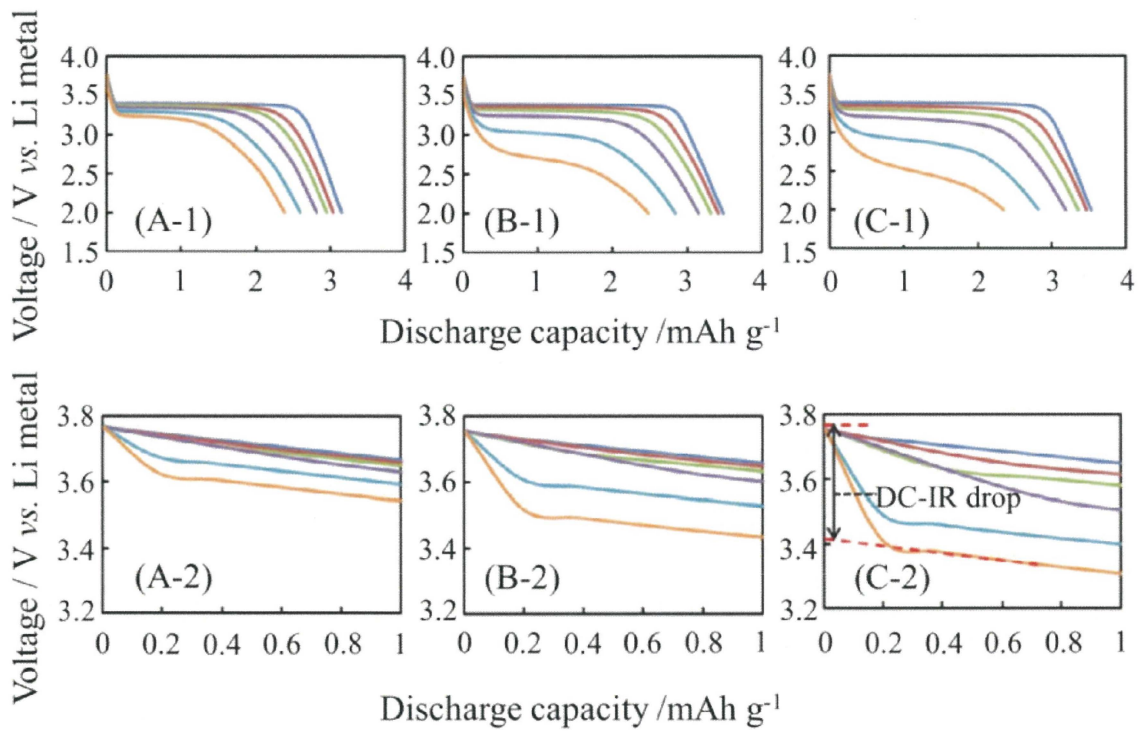 Voltage / V vs. Li metal
4.0
3.5
3.0
2.5
2.0
1.5
(A-1)
0 1 2 3 4
4.0
3.5
3.0
2.5
2.0
1.5
(B-1)
0 1 2 3 4
4.0
3.5
3.0
2.5
2.0
1.5
(C-1)
0 1 2 3 4
Discharge capacity /mAh g-1
Voltage / V vs. Li metal
3.8
3.6
3.4
3.2
(A-2)
0 0.2 0.4 0.6 0.8 1
3.8
3.6
3.4
3.2
(B-2)
0 0.2 0.4 0.6 0.8 1
3.8
3.6
3.4
3.2
DC-IR drop
(C-2)
0 0.2 0.4 0.6 0.8 1
Discharge capacity /mAh g-1